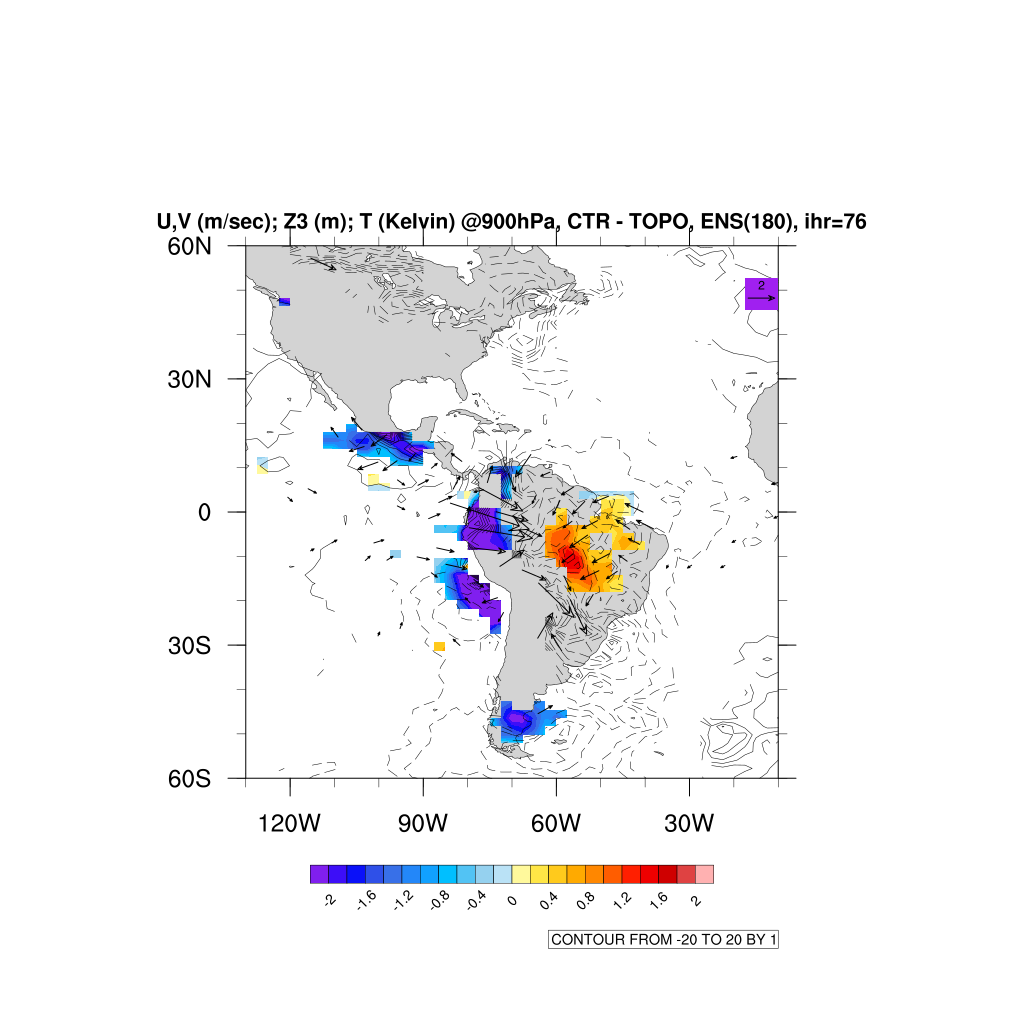 U,V (m/sec); Z3 (m); T (Kelvin) @900hPa, CTR - TOPO, ENS(180), ihr=76
60N
2
30N
0
30S
60S
120W 90W 60W 30W
-2 -1.6 -1.2 -0.8 -0.4 0 0.4 0.8 1.2 1.6 2
CONTOUR FROM -20 TO 20 BY 1